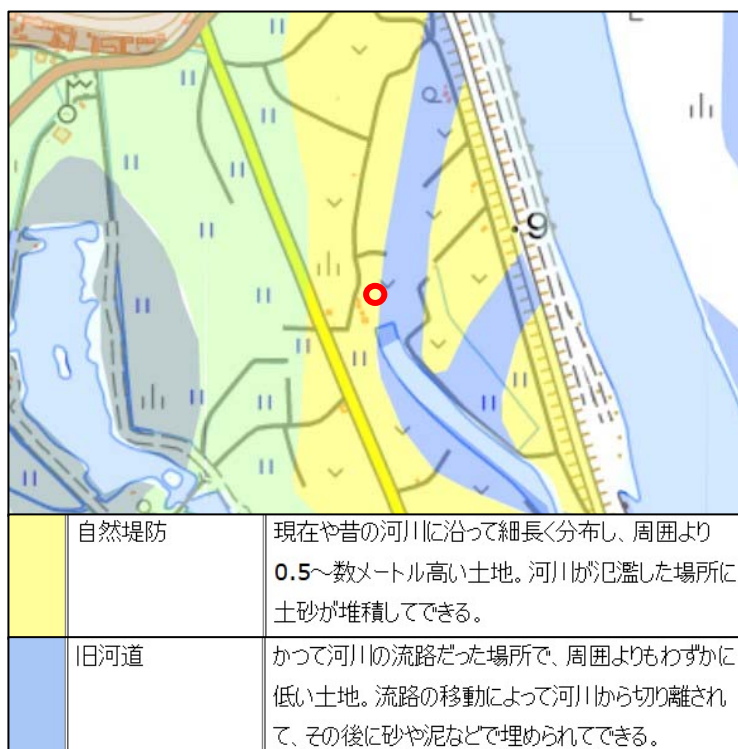 9
自然堤防
現在や昔の河川に沿って細長く分布し、周囲より
0.5～数メートル高い土地。河川が氾濫した場所に
土砂が堆積してできる。
旧河道
かつて河川の流路だった場所で、周囲よりもわずかに
低い土地。流路の移動によって河川から切り離され
て、その後に砂や泥などで埋められてできる。